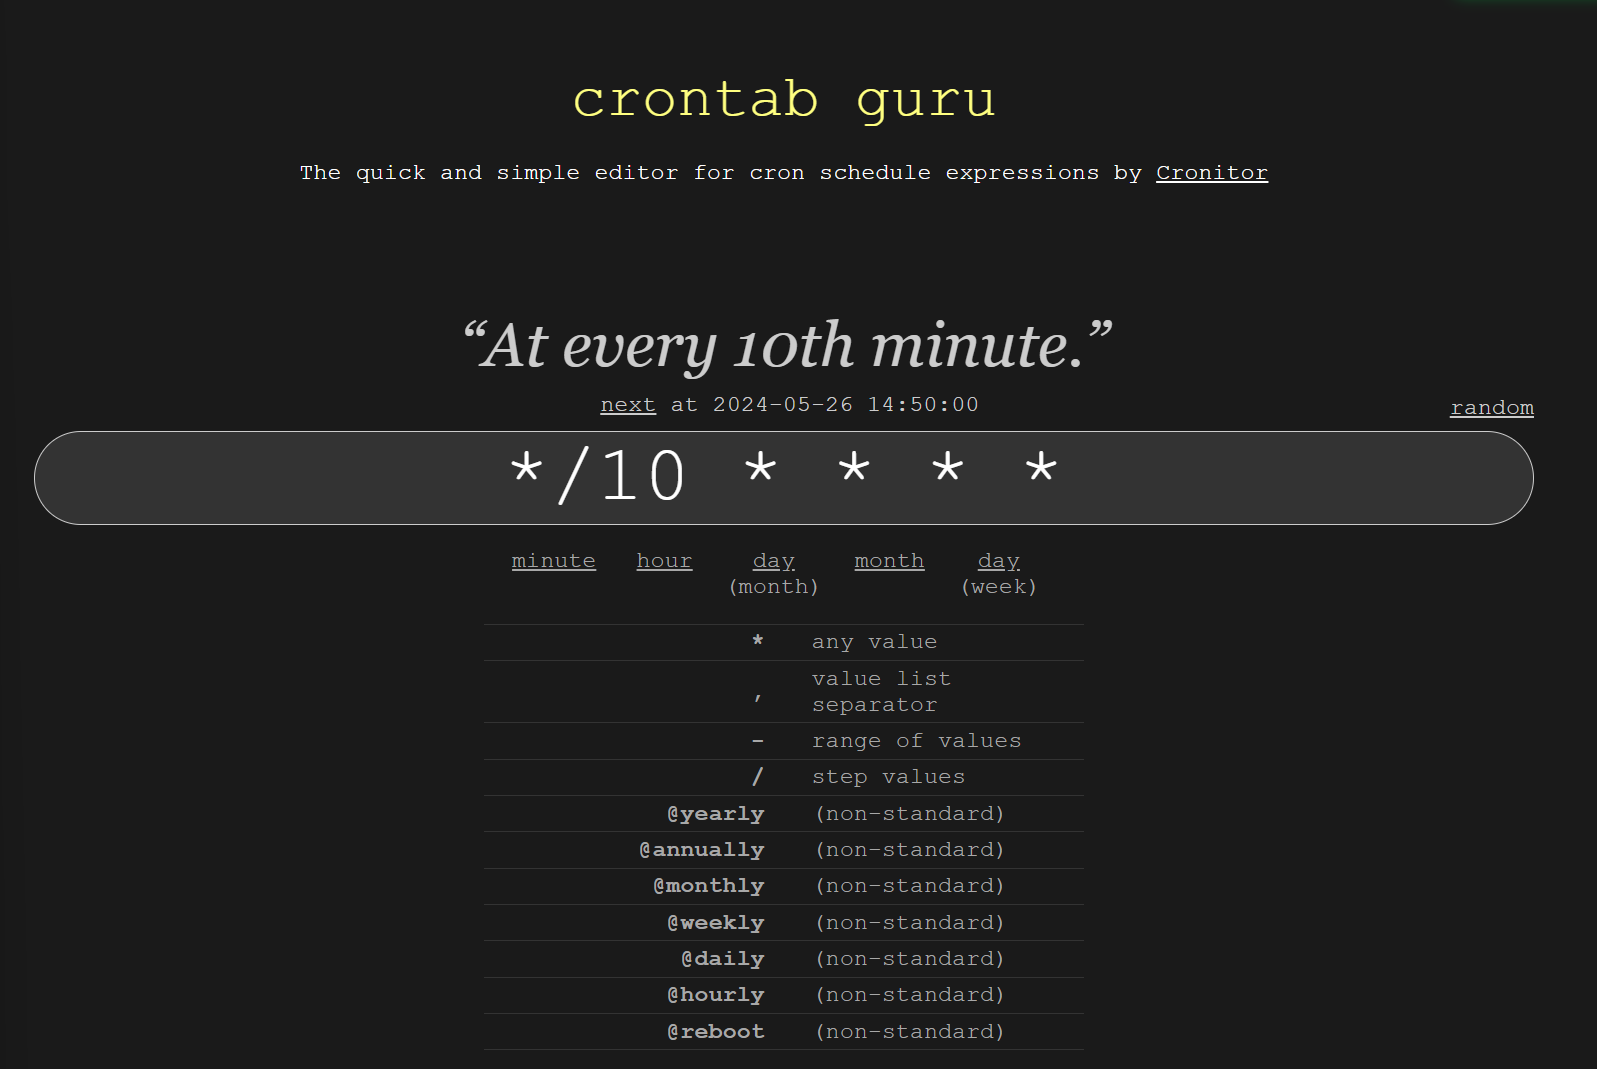 crontab guru
The quick and simple editor for cron schedule expressions by Cronitor
“At every 10th minute.”
next at 2024-05-26 14:50:00
random
*/10 * * * *
minute hour day month day
(month) (week)
* any value
, value list
separator
- range of values
/ step values
@yearly (non-standard)
@annually (non-standard)
@monthly (non-standard)
@weekly (non-standard)
@daily (non-standard)
@hourly (non-standard)
@reboot (non-standard)